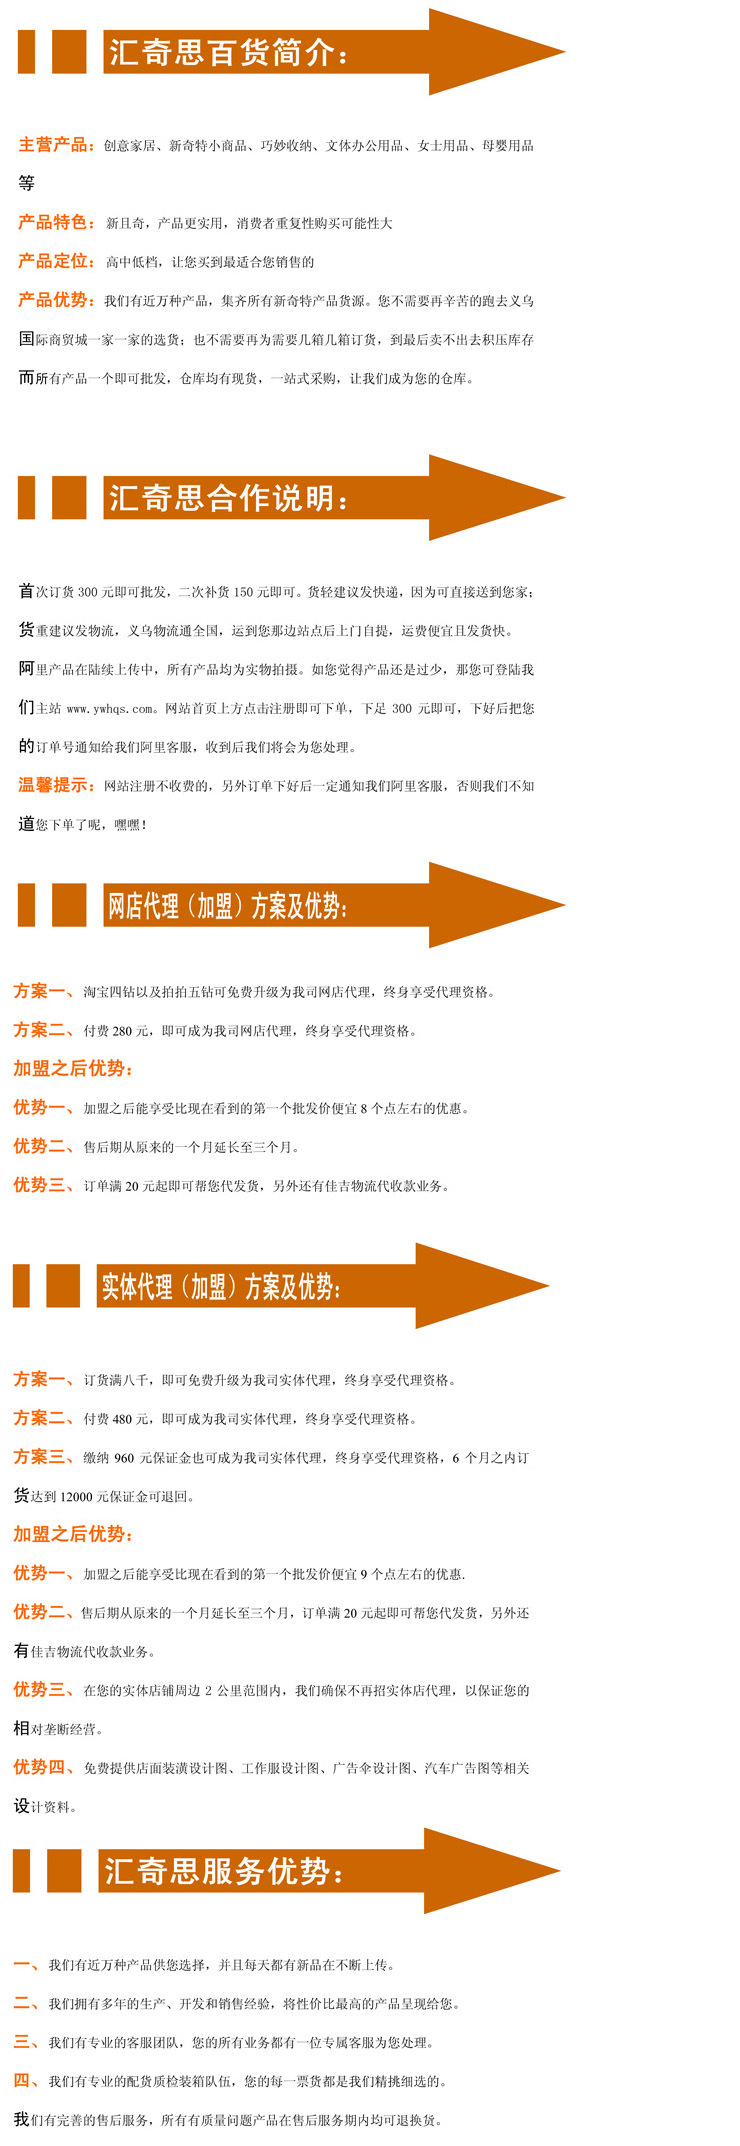 汇奇思百货简介：
主营产品：创意家居、新奇特小商品、巧妙收纳、文体办公用品、女士用品、母婴用品
等
产品特色：新且奇，产品更实用，消费者重复性购买可能性大
产品定位：高中低档，让您买到最适合您销售的
产品优势：我们有近万种产品，集齐所有新奇特产品货源。您不需要再辛苦的跑去义乌
国际商贸城一家一家的选货；也不需要再为需要几箱几箱订货，到最后卖不出去积压库存
而所有产品一个即可批发，仓库均有现货，一站式采购，让我们成为您的仓库。
汇奇思合作说明：
首次订货 300 元即可批发，二次补货 150 元即可。货轻建议发快递，因为可直接送到您家；
货重建议发物流，义乌物流通全国，运到您那边站点后上门自提，运费便宜且发货快。
阿里产品在陆续上传中，所有产品均为实物拍摄。如您觉得产品还是过少，那您可登陆我
们主站 www.ywhqs.com。网站首页上方点击注册即可下单，下足 300 元即可，下好后把您
的订单号通知给我们阿里客服，收到后我们将会为您处理。
温馨提示：网站注册不收费的，另外订单下好后一定通知我们阿里客服，否则我们不知
道您下单了呢，嘿嘿！
网店代理（加盟）方案及优势：
方案一、淘宝四钻以及拍拍五钻可免费升级为我司网店代理，终身享受代理资格。
方案二、付费 280 元，即可成为我司网店代理，终身享受代理资格。
加盟之后优势：
优势一、加盟之后能享受比现在看到的第一个批发价便宜 8 个点左右的优惠。
优势二、售后期从原来的一个月延长至三个月。
优势三、订单满 20 元起即可帮您代发货，另外还有佳吉物流代收款业务。
实体代理（加盟）方案及优势：
方案一、订货满八千，即可免费升级为我司实体代理，终身享受代理资格。
方案二、付费 480 元，即可成为我司实体代理，终身享受代理资格。
方案三、缴纳 960 元保证金也可成为我司实体代理，终身享受代理资格，6 个月之内订
货达到 12000 元保证金可退回。
加盟之后优势：
优势一、加盟之后能享受比现在看到的第一个批发价便宜 9 个点左右的优惠.
优势二、售后期从原来的一个月延长至三个月，订单满 20 元起即可帮您代发货，另外还
有佳吉物流代收款业务。
优势三、在您的实体店铺周边 2 公里范围内，我们确保不再招实体店代理，以保证您的
相对垄断经营。
优势四、免费提供店面装潢设计图、工作服设计图、广告伞设计图、汽车广告图等相关
设计资料。
汇奇思服务优势：
一、我们有近万种产品供您选择，并且每天都有新品在不断上传。
二、我们拥有多年的生产、开发和销售经验，将性价比最高的产品呈现给您。
三、我们有专业的客服团队，您的所有业务都有一位专属客服为您处理。
四、我们有专业的配货质检装箱队伍，您的每一票货都是我们精挑细选的。
我们有完善的售后服务，所有有质量问题产品在售后服务期内均可退换货。